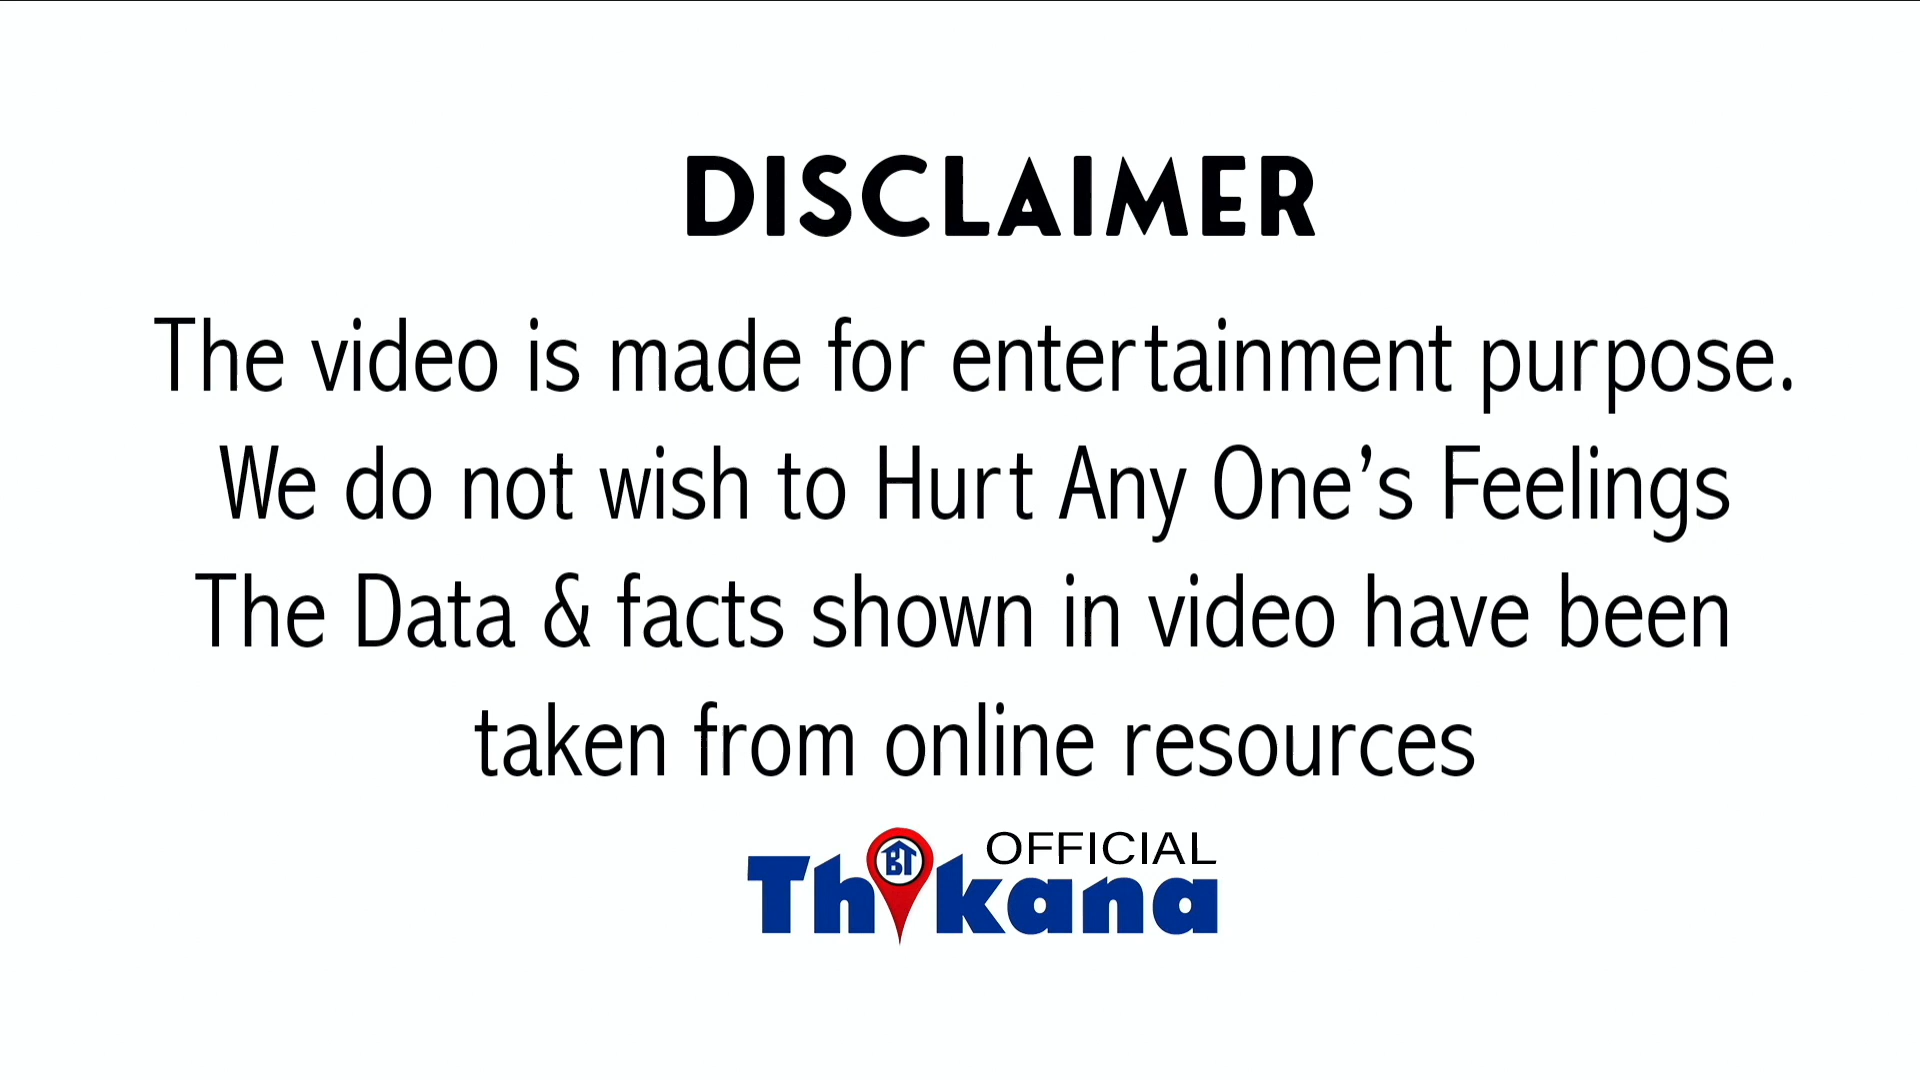 DISCLAIMER
The video is made for entertainment purpose.
We do not wish to Hurt Any One’s Feelings
The Data & facts shown in video have been
taken from online resources
OFFICIAL
BT
Thikana